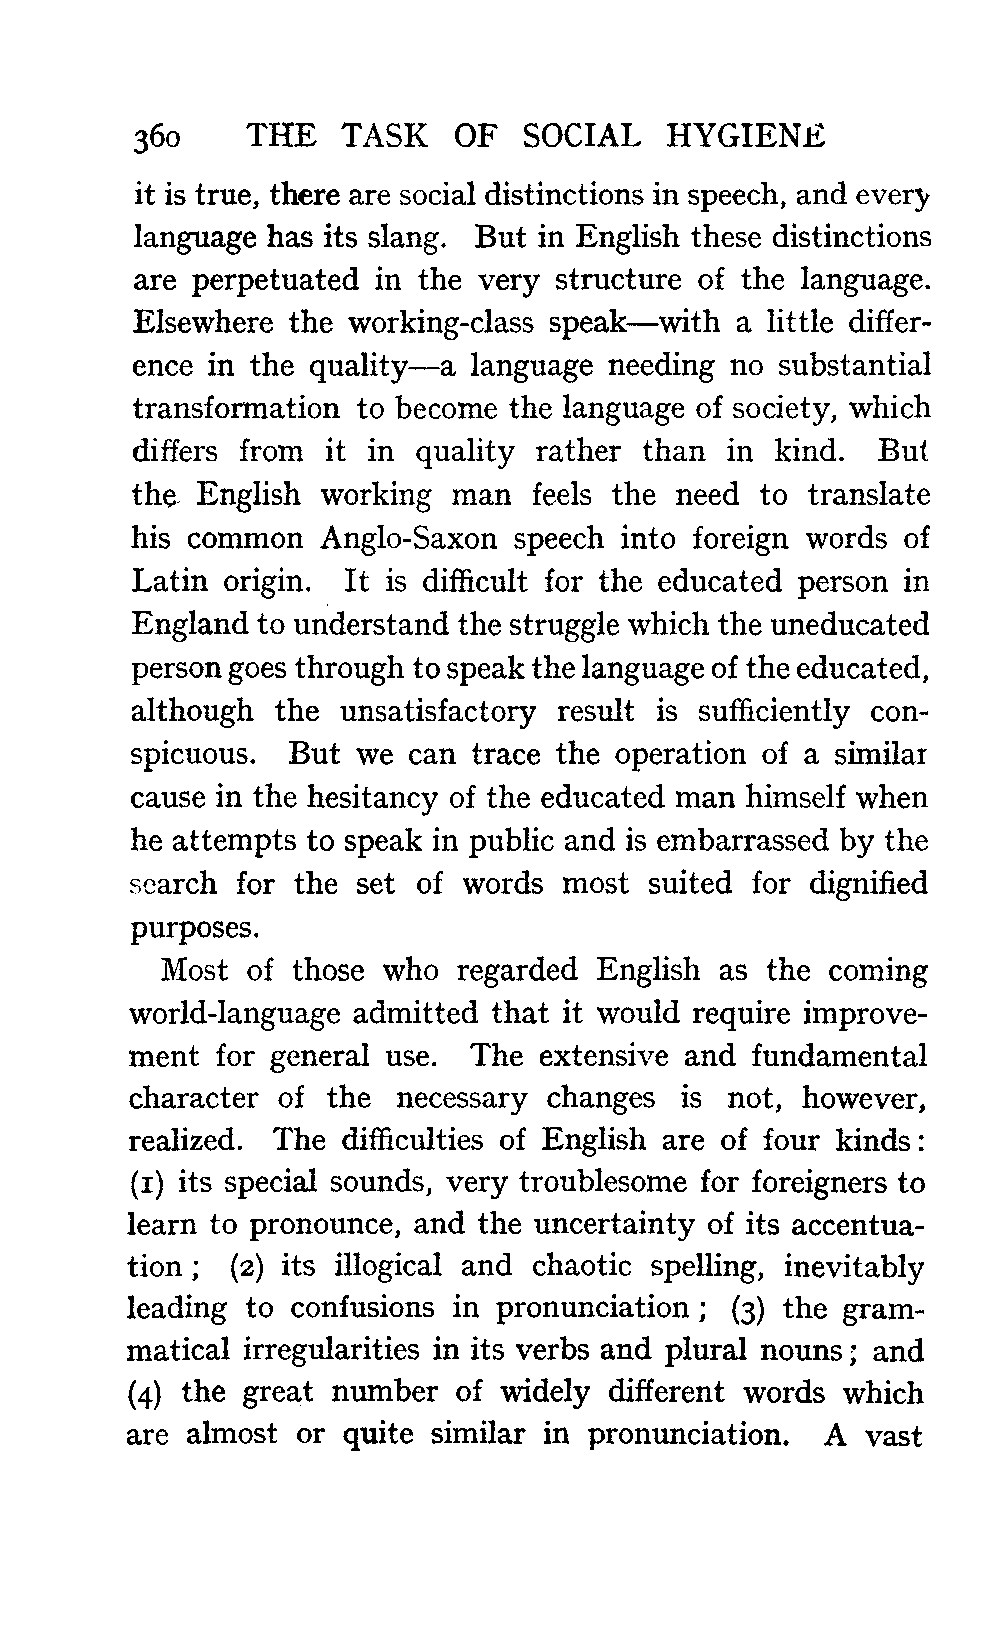 360 THE TASK OF SOCIAL HYGIENE
it is true, there are social distinctions in speech, and every
language has its slang. But in English these distinctions
are perpetuated in the very structure of the language.
Elsewhere the working-class speak—with a little differ-
ence in the quality—a language needing no substantial
transformation to become the language of society, which
differs from it in quality rather than in kind. But
the English working man feels the need to translate
his common Anglo-Saxon speech into foreign words of
Latin origin. It is difficult for the educated person in
England to understand the struggle which the uneducated
person goes through to speak the language of the educated,
although the unsatisfactory result is sufficiently con-
spicuous. But we can trace the operation of a similar
cause in the hesitancy of the educated man himself when
he attempts to speak in public and is embarrassed by the
search for the set of words most suited for dignified
purposes.
Most of those who regarded English as the coming
world-language admitted that it would require improve-
ment for general use. The extensive and fundamental
character of the necessary changes is not, however,
realized. The difficulties of English are of four kinds:
(1) its special sounds, very troublesome for foreigners to
learn to pronounce, and the uncertainty of its accentua-
tion; (2) its illogical and chaotic spelling, inevitably
leading to confusions in pronunciation; (3) the gram-
matical irregularities in its verbs and plural nouns; and
(4) the great number of widely different words which
are almost or quite similar in pronunciation. A vast